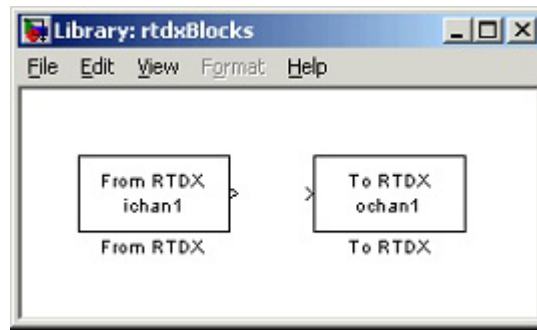 Library: rtdxBlocks
File Edit View Format Help
From RTDX
ichan1
From RTDX
To RTDX
ochan1
To RTDX